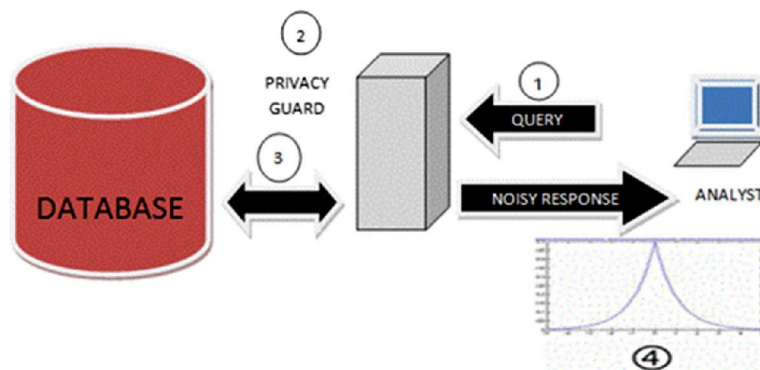 2
PRIVACY
GUARD
1
QUERY
3
DATABASE
NOISY RESPONSE
ANALYST
4